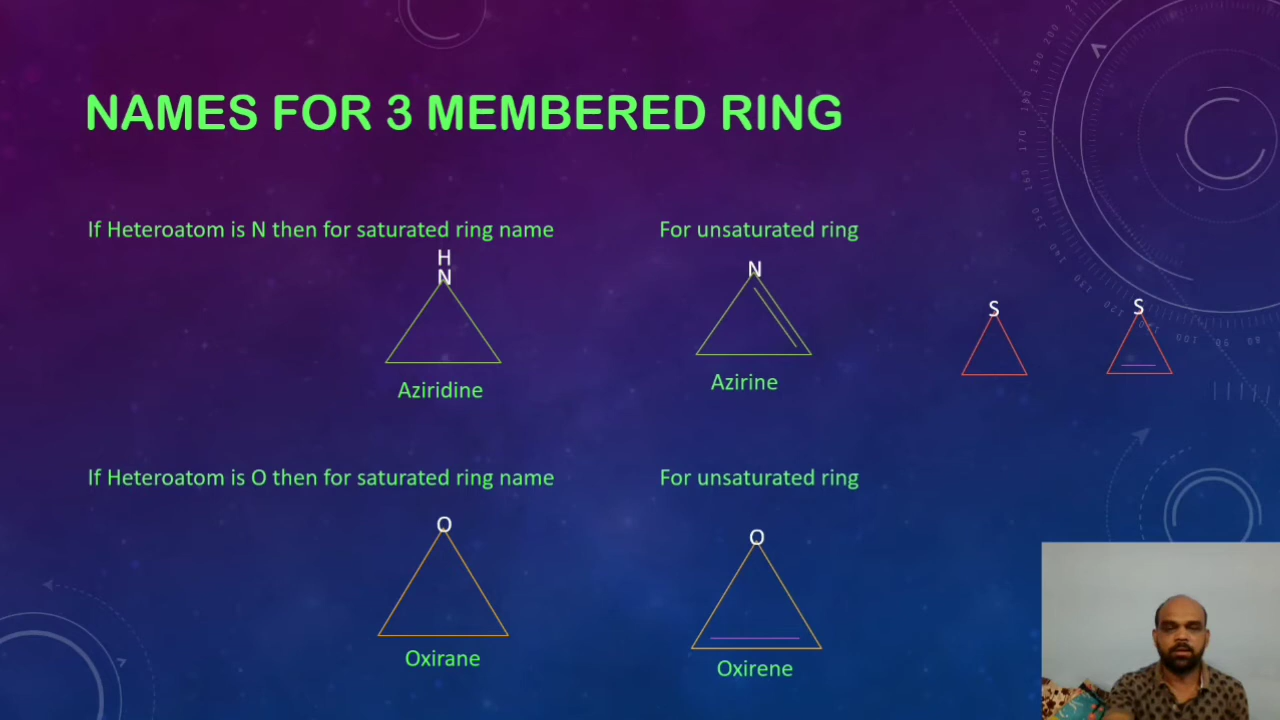 NAMES FOR 3 MEMBERED RING
If Heteroatom is N then for saturated ring name
For unsaturated ring
H
N
N
S
S
Aziridine
Azirine
If Heteroatom is O then for saturated ring name
For unsaturated ring
O
O
Oxirane
Oxirene